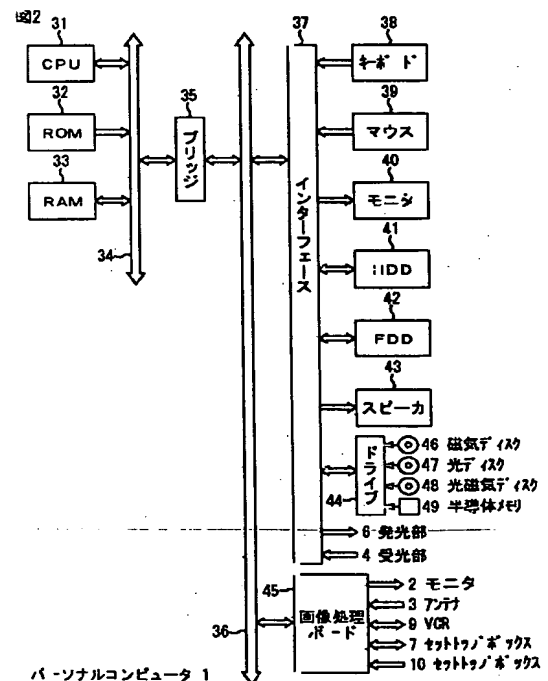 図2
31
CPU
32
ROM
33
RAM
34
35
ブリッジ
36
37
インターフェース
38
キーボード
39
マウス
40
モニタ
41
HDD
42
FDD
43
スピーカ
ドライブ
44
46 磁気ディスク
47 光ディスク
48 光磁気ディスク
49 半導体メモリ
6 発光部
4 受光部
45
画像処理
ボード
2 モニタ
3 アンテナ
9 VCR
7 セットトップボックス
10 セットトップボックス
パーソナルコンピュータ 1